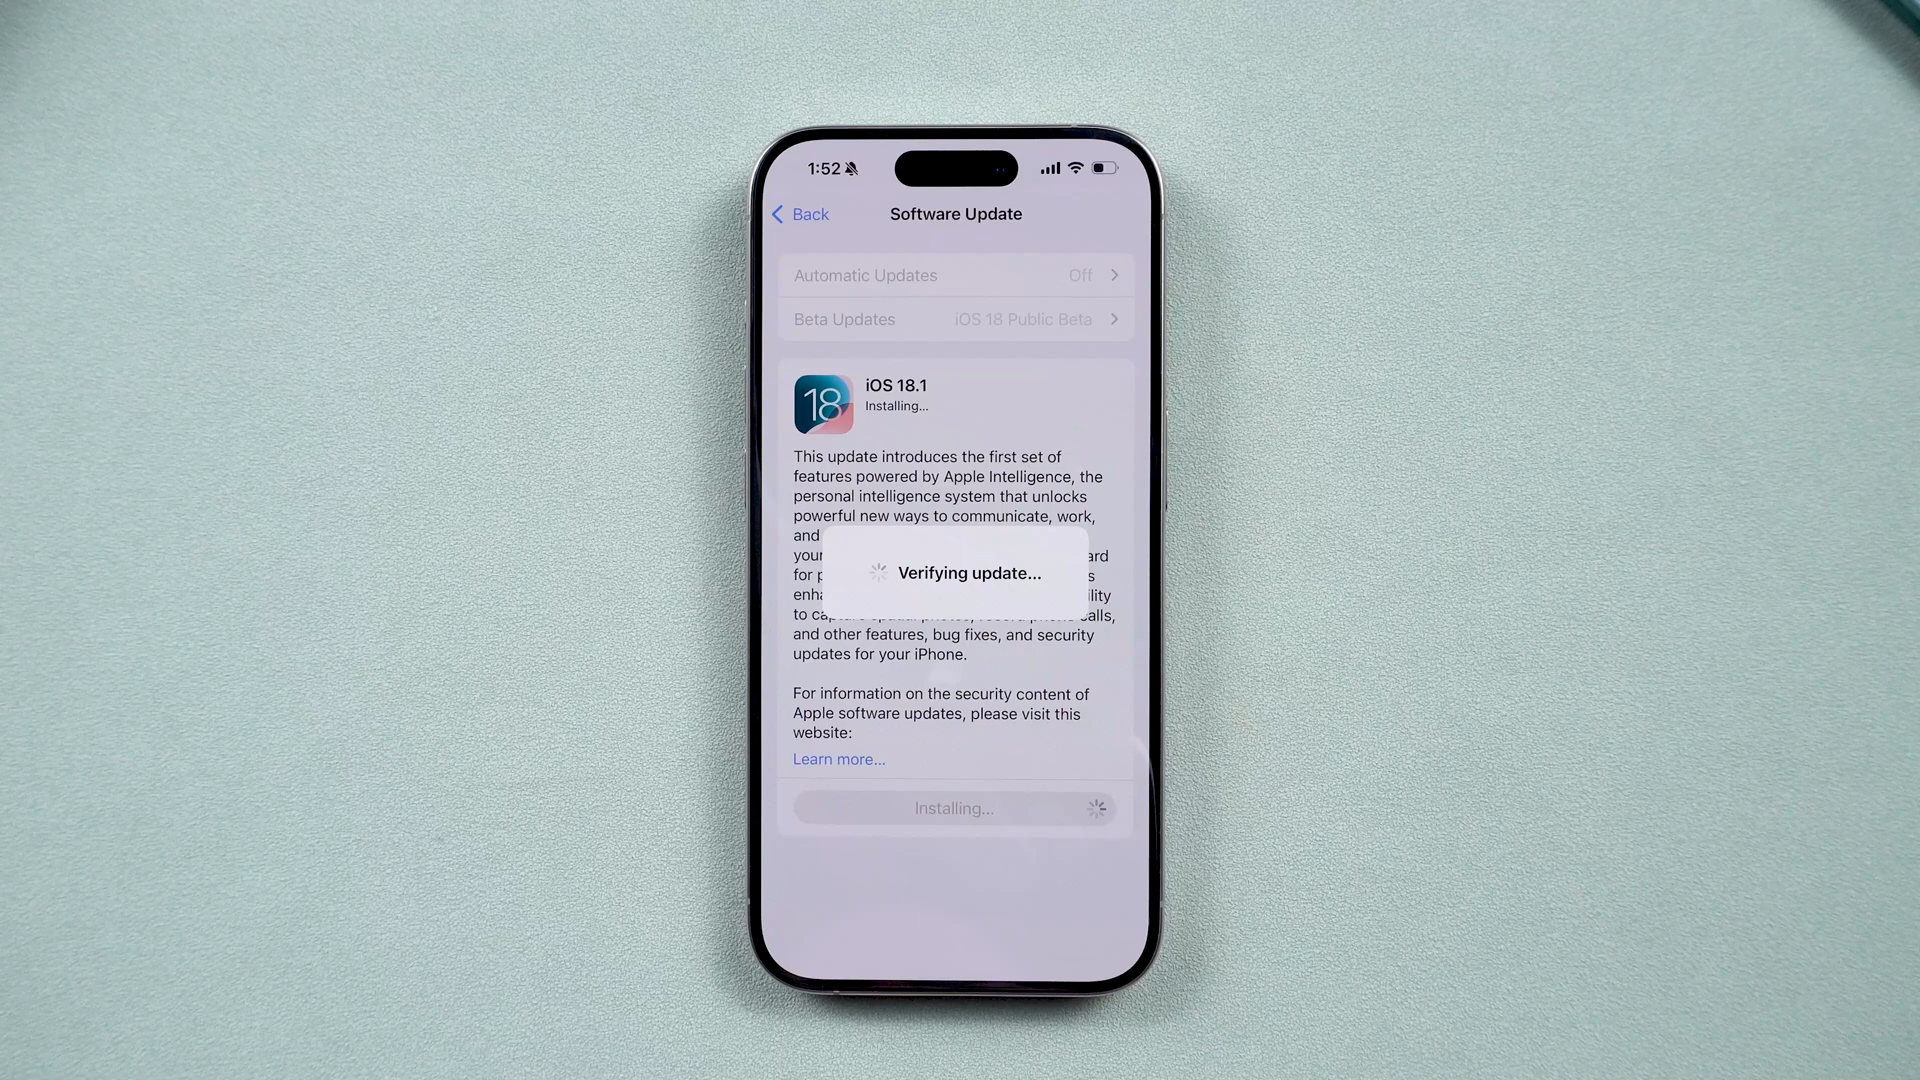 1:52
Back
Software Update
Automatic Updates Off
Beta Updates iOS 18 Public Beta
18
iOS 18.1
Installing...
This update introduces the first set of
features powered by Apple Intelligence, the
personal intelligence system that unlocks
powerful new ways to communicate, work,
and
your
for
Verifying update...
to
calls,
and other features, bug fixes, and security
updates for your iPhone.
For information on the security content of
Apple software updates, please visit this
website:
Learn more...
Installing...